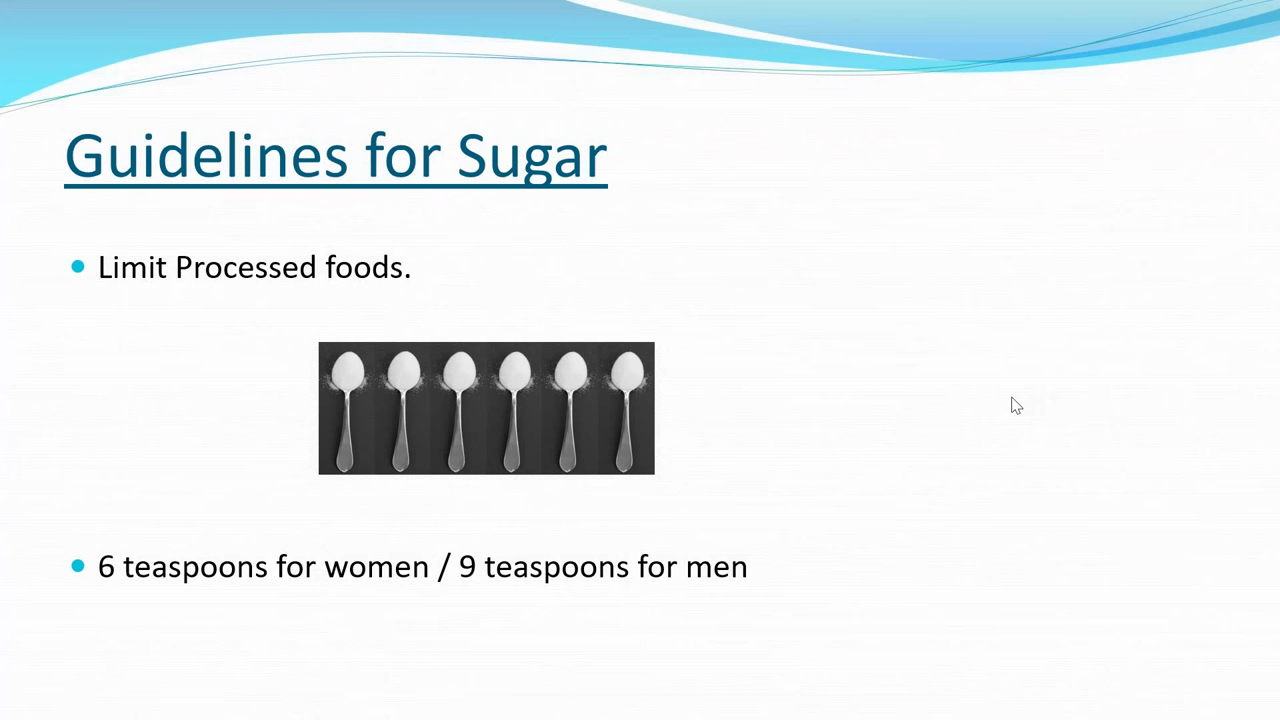 Guidelines for Sugar
Limit Processed foods.
6 teaspoons for women / 9 teaspoons for men